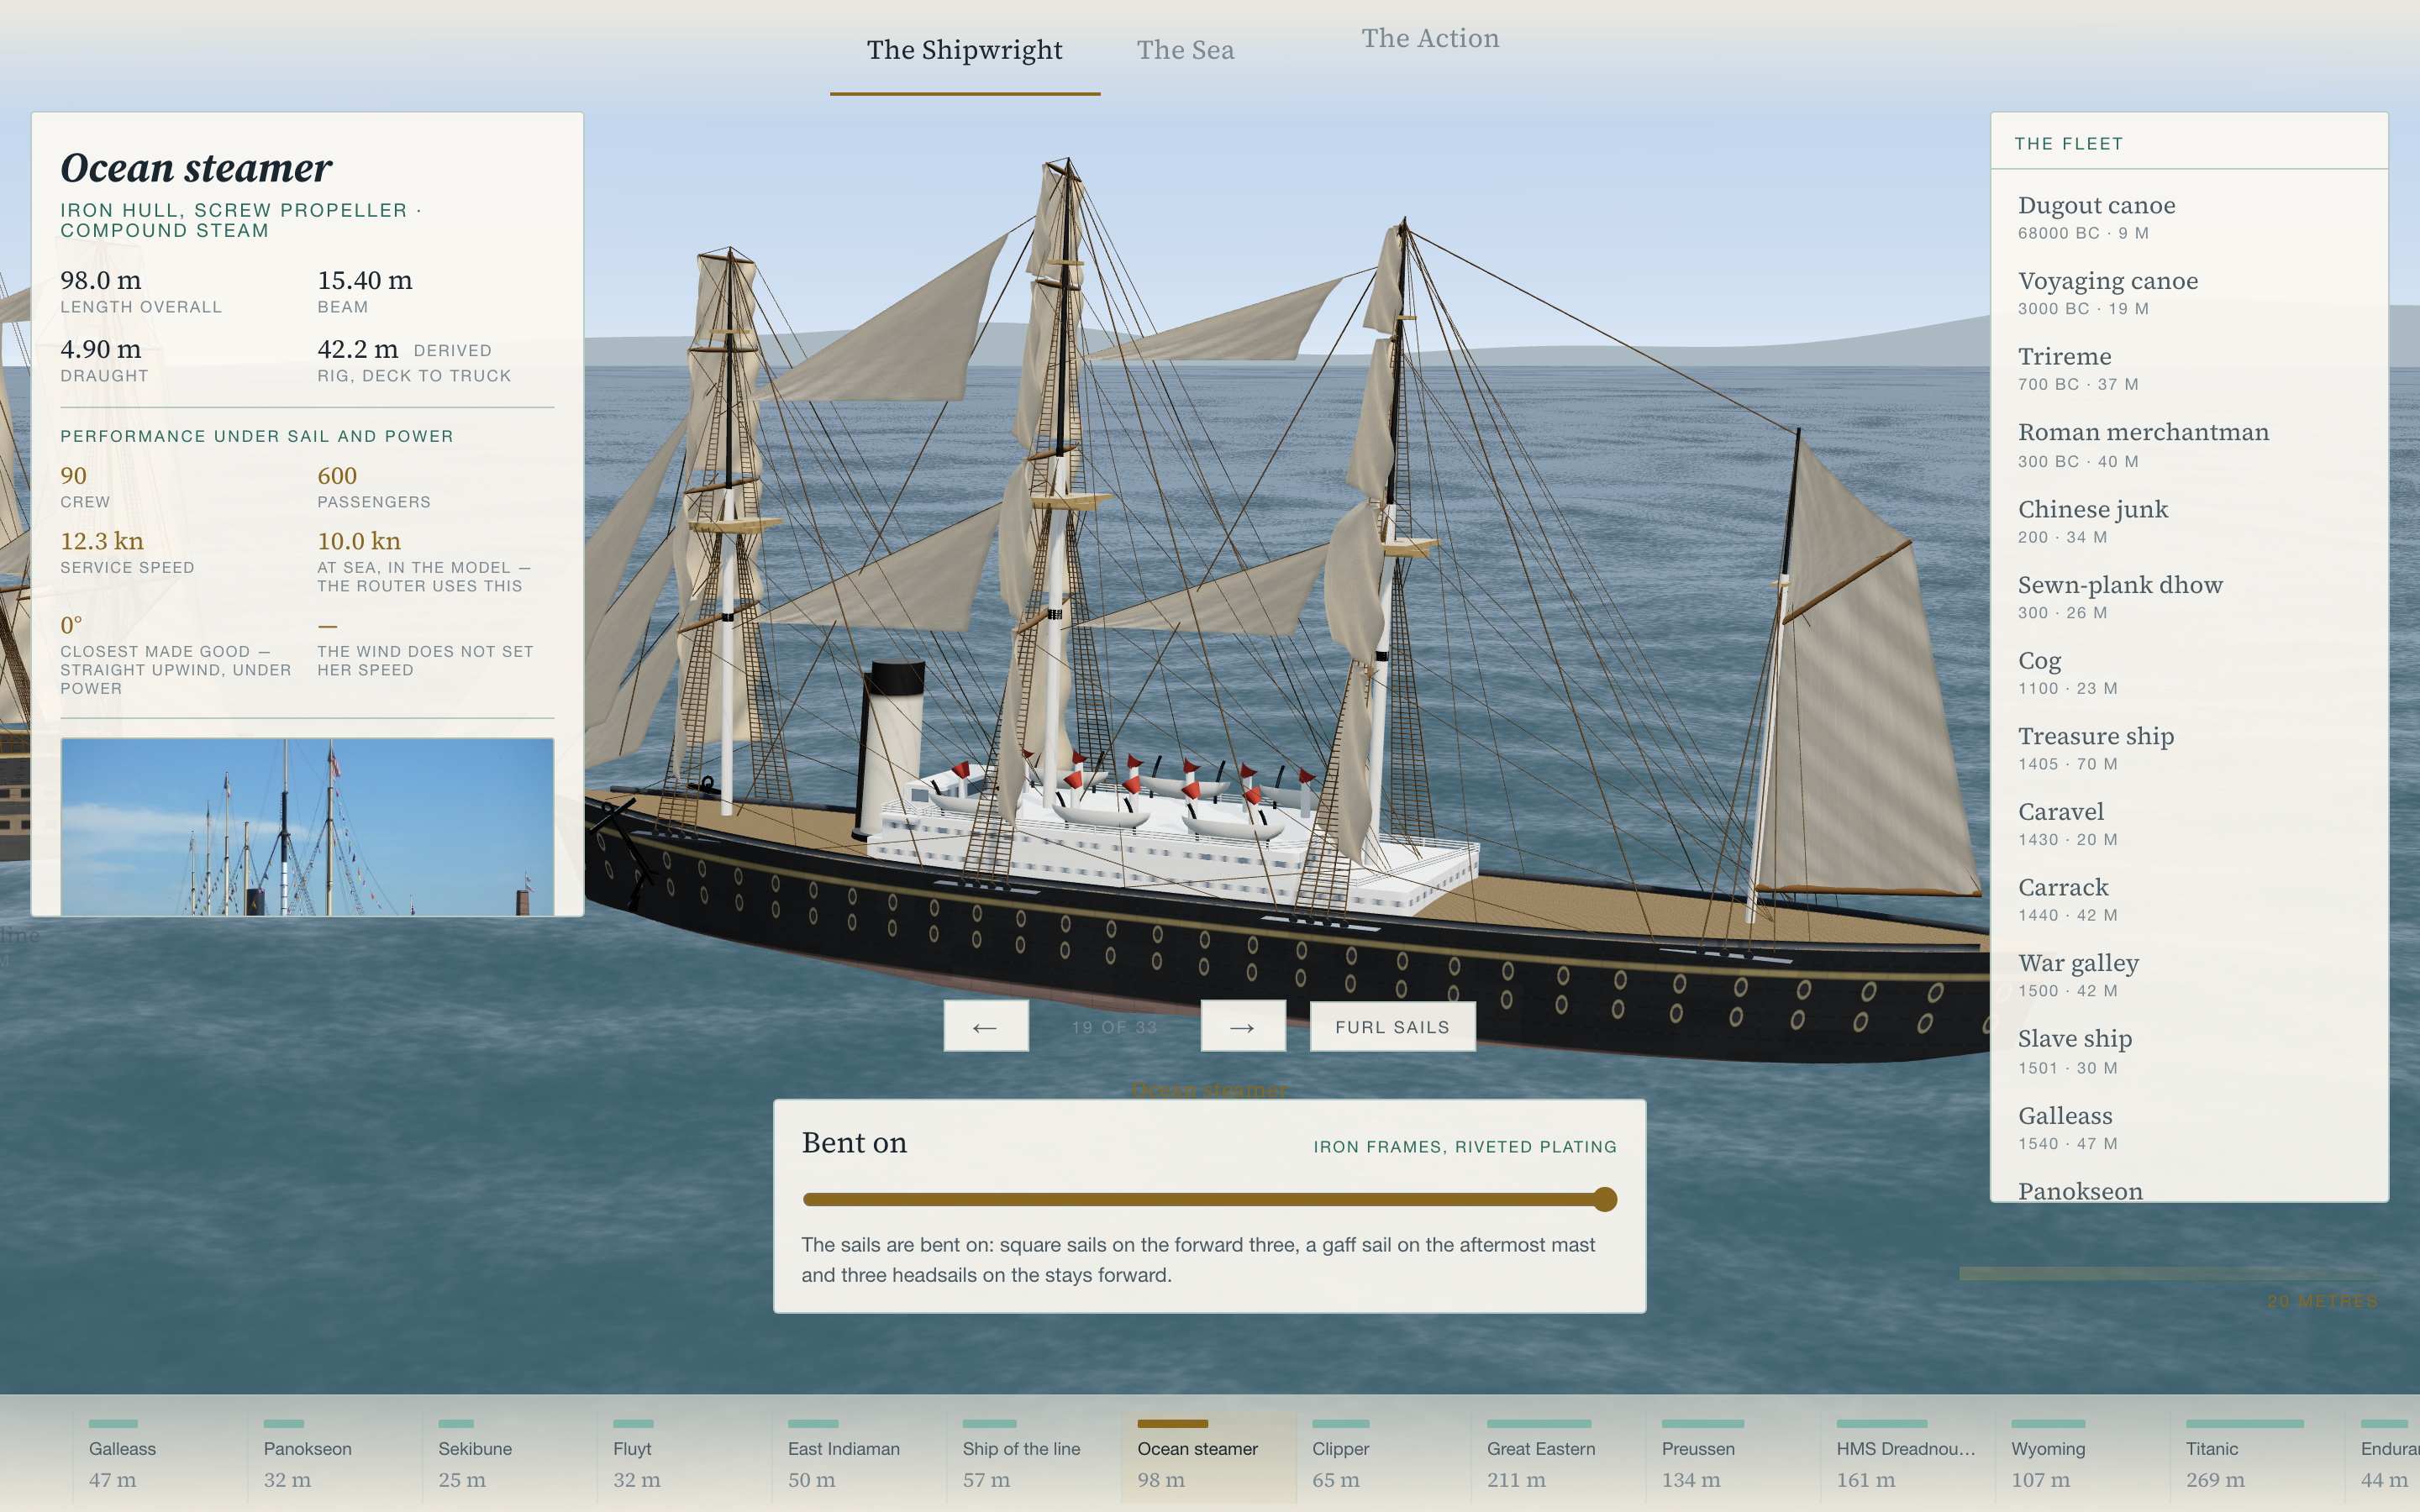 The Shipwright
The Sea
The Action
Ocean steamer
IRON HULL, SCREW PROPELLER ·
COMPOUND STEAM
98.0 m
LENGTH OVERALL
15.40 m
BEAM
4.90 m
DRAUGHT
42.2 m DERIVED
RIG, DECK TO TRUCK
PERFORMANCE UNDER SAIL AND POWER
90
CREW
600
PASSENGERS
12.3 kn
SERVICE SPEED
10.0 kn
AT SEA, IN THE MODEL —
THE ROUTER USES THIS
0°
CLOSEST MADE GOOD —
STRAIGHT UPWIND, UNDER
POWER
—
THE WIND DOES NOT SET
HER SPEED
line
M
THE FLEET
Dugout canoe
68000 BC · 9 M
Voyaging canoe
3000 BC · 19 M
Trireme
700 BC · 37 M
Roman merchantman
300 BC · 40 M
Chinese junk
200 · 34 M
Sewn-plank dhow
300 · 26 M
Cog
1100 · 23 M
Treasure ship
1405 · 70 M
Caravel
1430 · 20 M
Carrack
1440 · 42 M
War galley
1500 · 42 M
Slave ship
1501 · 30 M
Galleass
1540 · 47 M
Panokseon
←
19 OF 33
→
FURL SAILS
Ocean steamer
Bent on
IRON FRAMES, RIVETED PLATING
The sails are bent on: square sails on the forward three, a gaff sail on the aftermost mast
and three headsails on the stays forward.
20 METRES
Galleass
47 m
Panokseon
32 m
Sekibune
25 m
Fluyt
32 m
East Indiaman
50 m
Ship of the line
57 m
Ocean steamer
98 m
Clipper
65 m
Great Eastern
211 m
Preussen
134 m
HMS Dreadnou…
161 m
Wyoming
107 m
Titanic
269 m
Endura
44 m